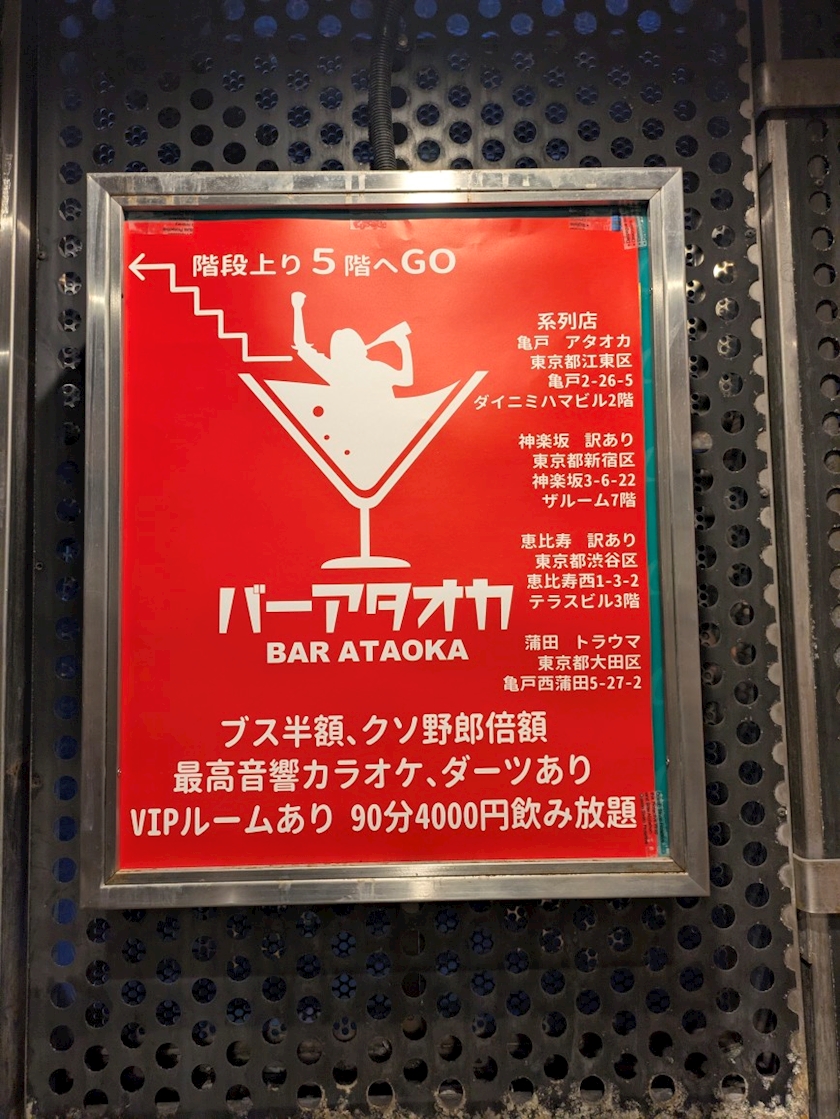 階段上り5階へGO
系列店
亀戸 アタオカ
東京都江東区
亀戸2-26-5
ダイニミハマビル2階
神楽坂 訳あり
東京都新宿区
神楽坂3-6-22
ザルーム7階
恵比寿 訳あり
東京都渋谷区
恵比寿西1-3-2
テラスビル3階
蒲田 トラウマ
東京都大田区
亀戸西蒲田5-27-2
バーアタオカ
BAR ATAOKA
ブス半額、クソ野郎倍額
最高音響カラオケ、ダーツあり
VIPルームあり 90分4000円飲み放題